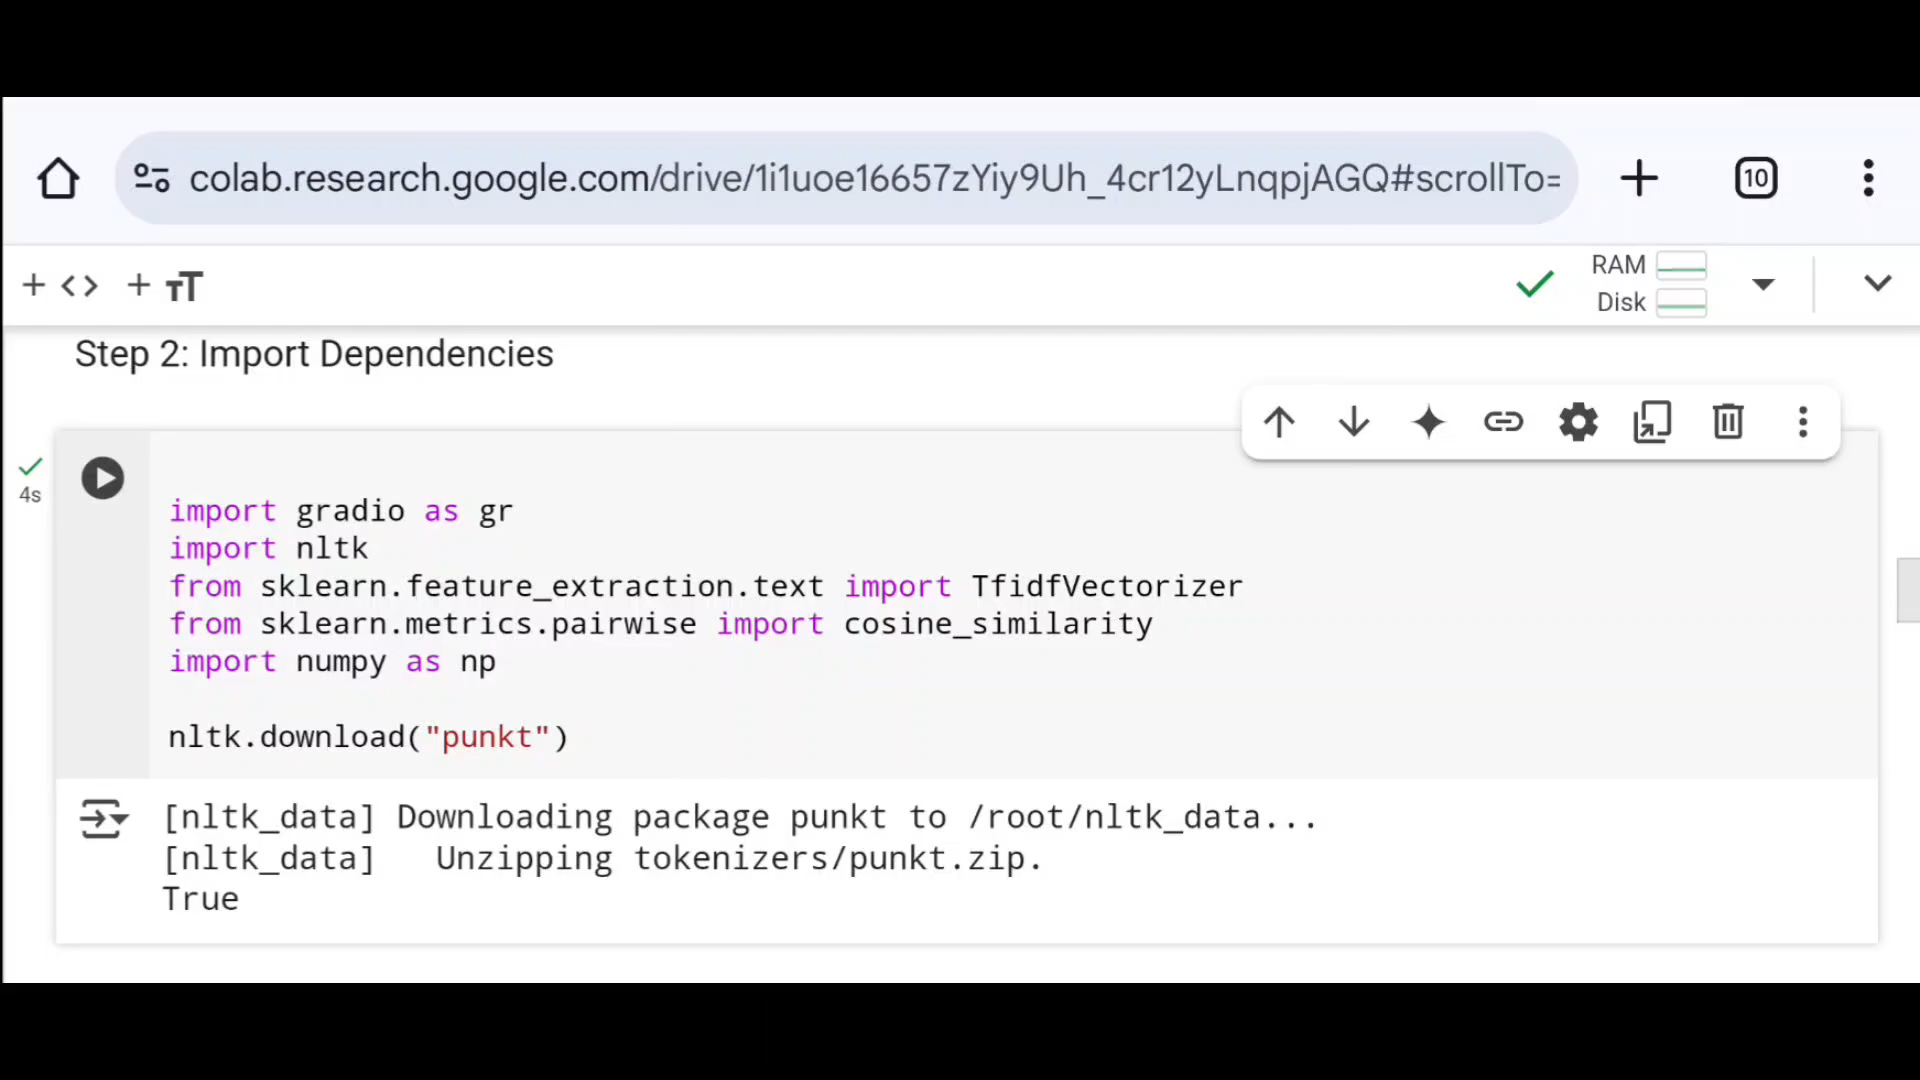 colab.research.google.com/drive/1i1uoe16657zYiy9Uh_4cr12yLnqpjAGQ#scrollTo=
10
RAM
Disk
Step 2: Import Dependencies
4s
import gradio as gr
import nltk
from sklearn.feature_extraction.text import TfidfVectorizer
from sklearn.metrics.pairwise import cosine_similarity
import numpy as np
nltk.download("punkt")
[nltk_data] Downloading package punkt to /root/nltk_data...
[nltk_data]   Unzipping tokenizers/punkt.zip.
True